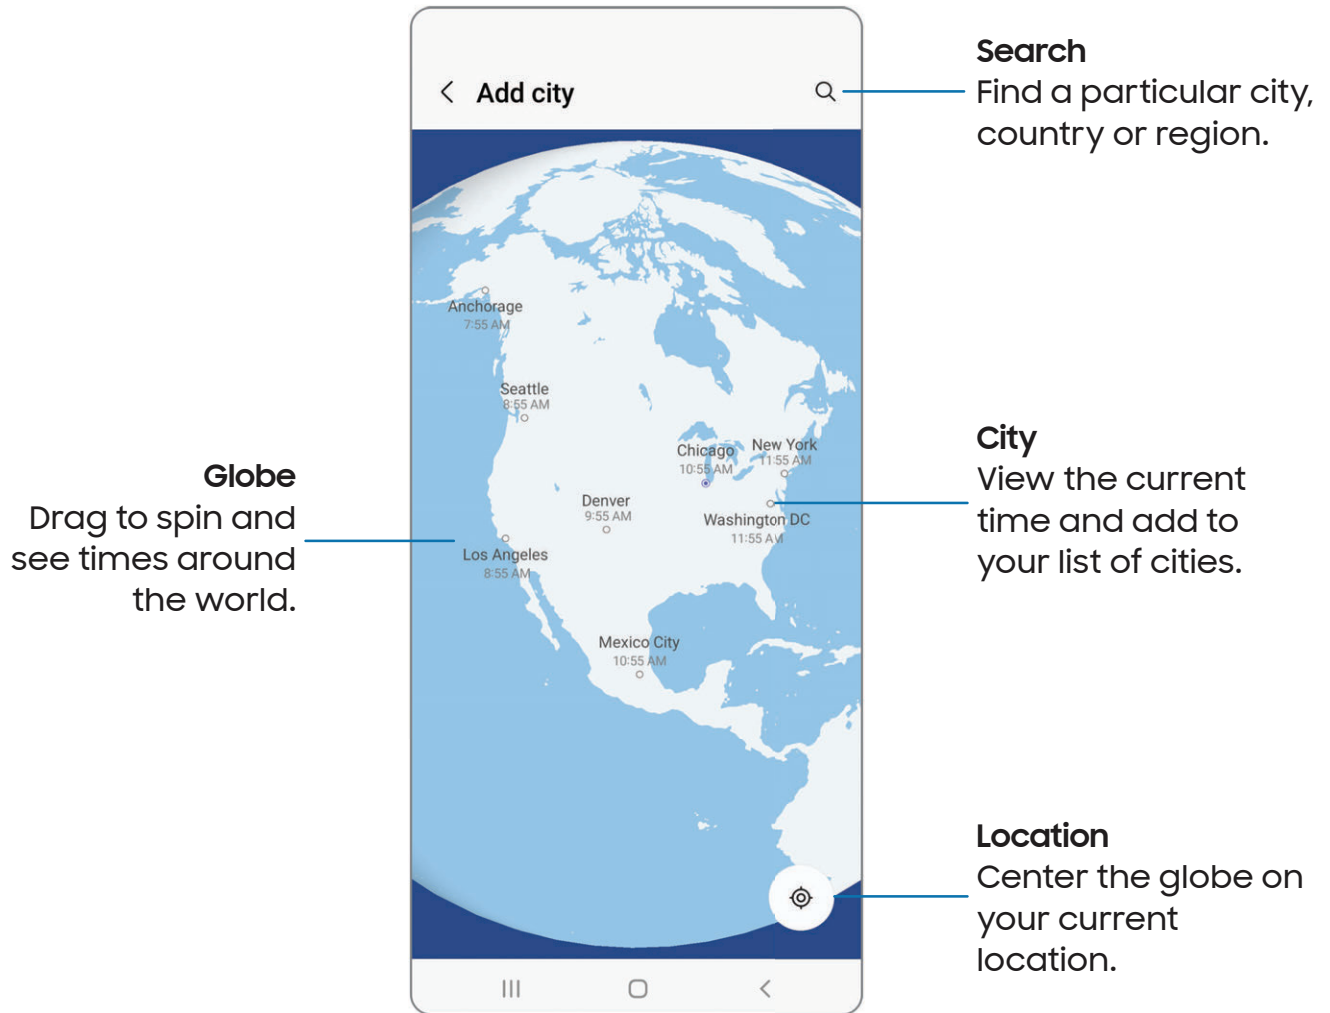 Add city
Search
Find a particular city,
country or region.
Anchorage
7:55 AM
Seattle
8:55 AM
Chicago
10:55 AM
New York
11:55 AM
Denver
9:55 AM
Washington DC
11:55 AM
Los Angeles
8:55 AM
Mexico City
10:55 AM
Globe
Drag to spin and
see times around
the world.
City
View the current
time and add to
your list of cities.
Location
Center the globe on
your current
location.